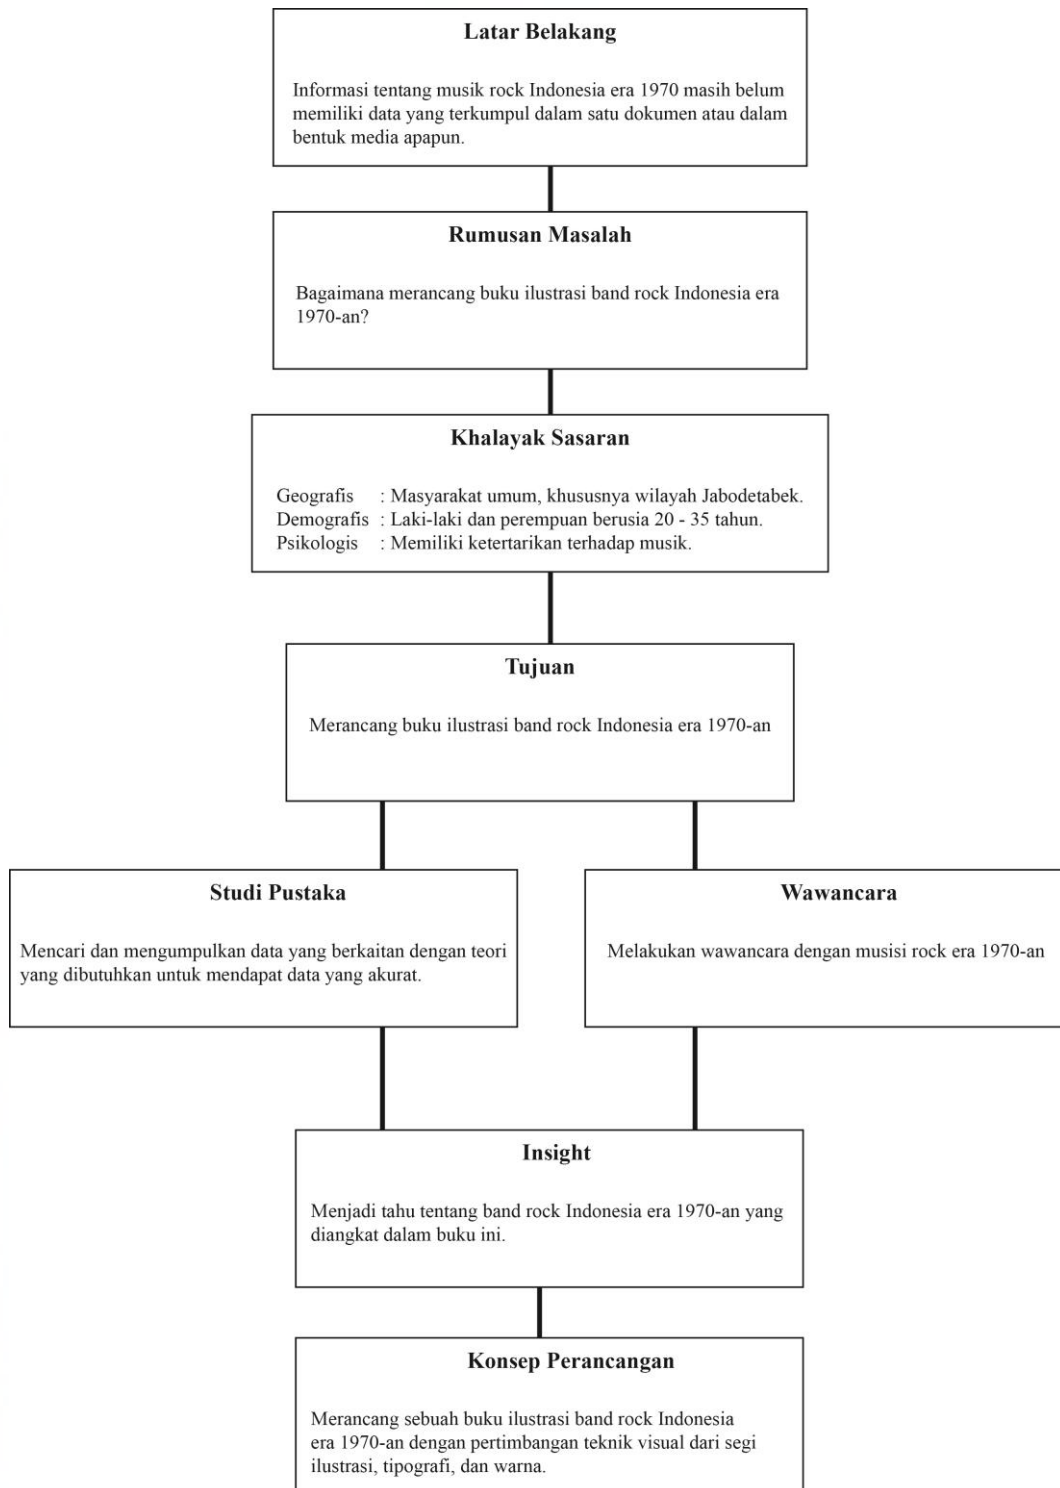 Latar Belakang
Informasi tentang musik rock Indonesia era 1970 masih belum
memiliki data yang terkumpul dalam satu dokumen atau dalam
bentuk media apapun.
Rumusan Masalah
Bagaimana merancang buku ilustrasi band rock Indonesia era
1970-an?
Khalayak Sasaran
Geografis : Masyarakat umum, khususnya wilayah Jabodetabek.
Demografis : Laki-laki dan perempuan berusia 20 - 35 tahun.
Psikologis : Memiliki ketertarikan terhadap musik.
Tujuan
Merancang buku ilustrasi band rock Indonesia era 1970-an
Studi Pustaka
Mencari dan mengumpulkan data yang berkaitan dengan teori
yang dibutuhkan untuk mendapat data yang akurat.
Wawancara
Melakukan wawancara dengan musisi rock era 1970-an
Insight
Menjadi tahu tentang band rock Indonesia era 1970-an yang
diangkat dalam buku ini.
Konsep Perancangan
Merancang sebuah buku ilustrasi band rock Indonesia
era 1970-an dengan pertimbangan teknik visual dari segi
ilustrasi, tipografi, dan warna.